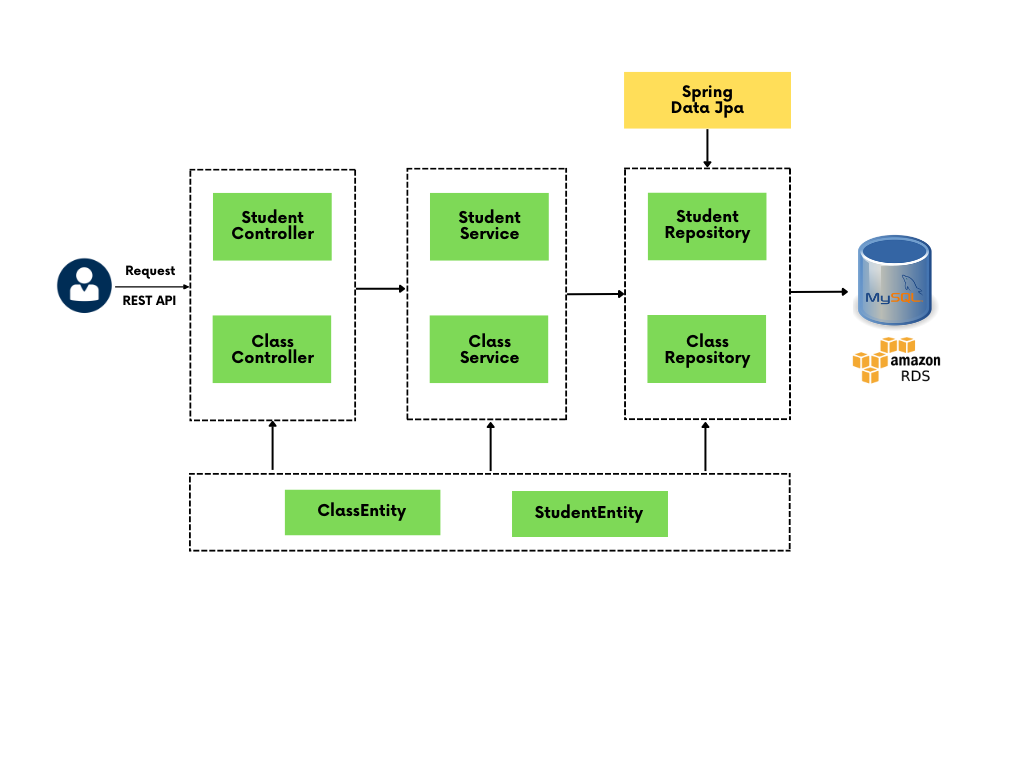 Spring
Data Jpa
Student
Controller
Student
Service
Student
Repository
Request
REST API
MySQL
Class
Controller
Class
Service
Class
Repository
amazon
RDS
ClassEntity
StudentEntity